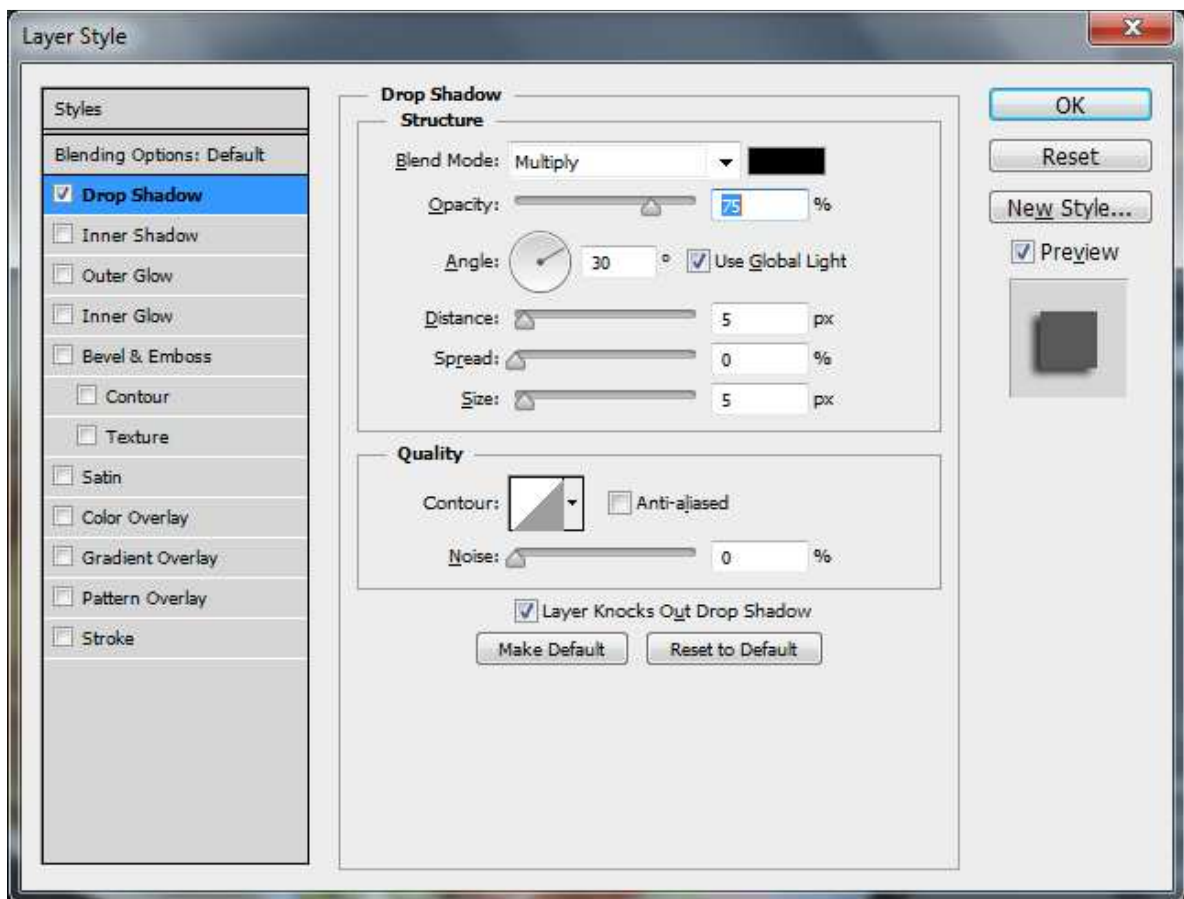 Layer Style
Styles
Blending Options: Default
Drop Shadow
Inner Shadow
Outer Glow
Inner Glow
Bevel & Emboss
Contour
Texture
Satin
Color Overlay
Gradient Overlay
Pattern Overlay
Stroke
Drop Shadow
Structure
Blend Mode: Multiply
Opacity: 75 %
Angle: 30 ° Use Global Light
Distance: 5 px
Spread: 0 %
Size: 5 px
Quality
Contour: Anti-aliased
Noise: 0 %
Layer Knocks Out Drop Shadow
Make Default Reset to Default
OK
Reset
New Style...
Preview